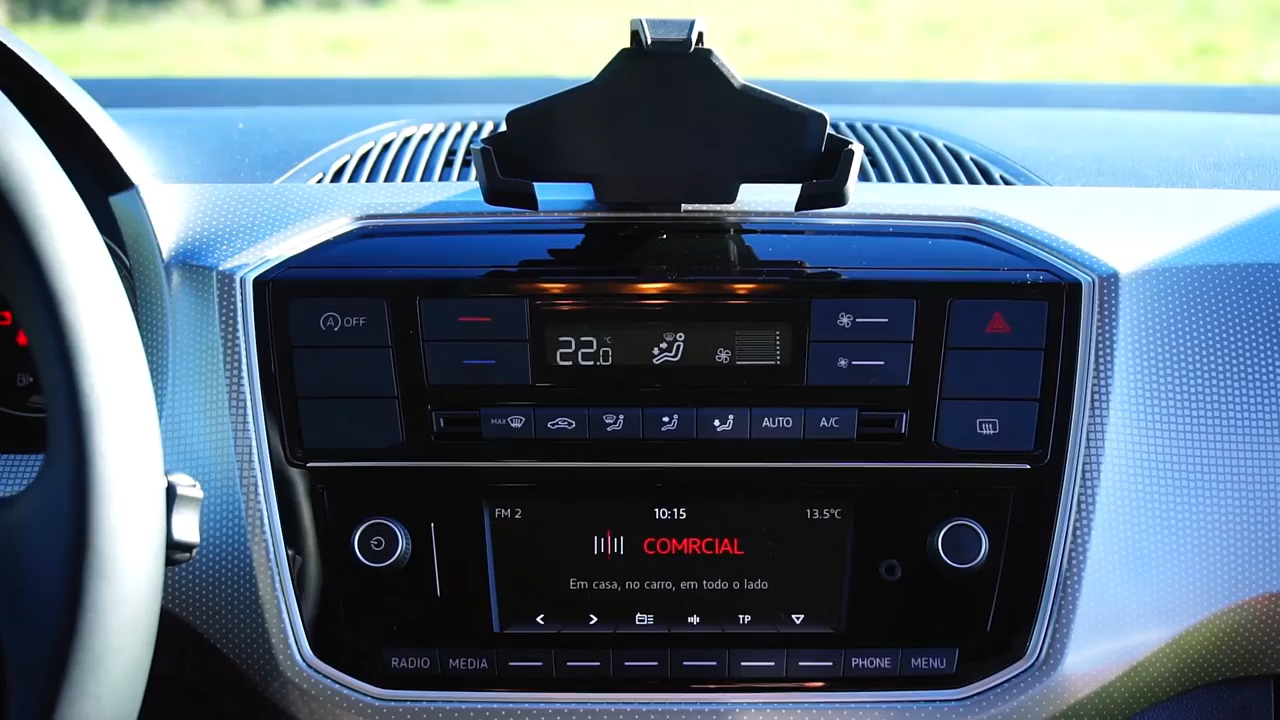 OFF
22.0 °C
MAX
AUTO
A/C
FM 2
10:15
13.5°C
COMRCIAL
Em casa, no carro, em todo o lado
TP
RADIO
MEDIA
PHONE
MENU